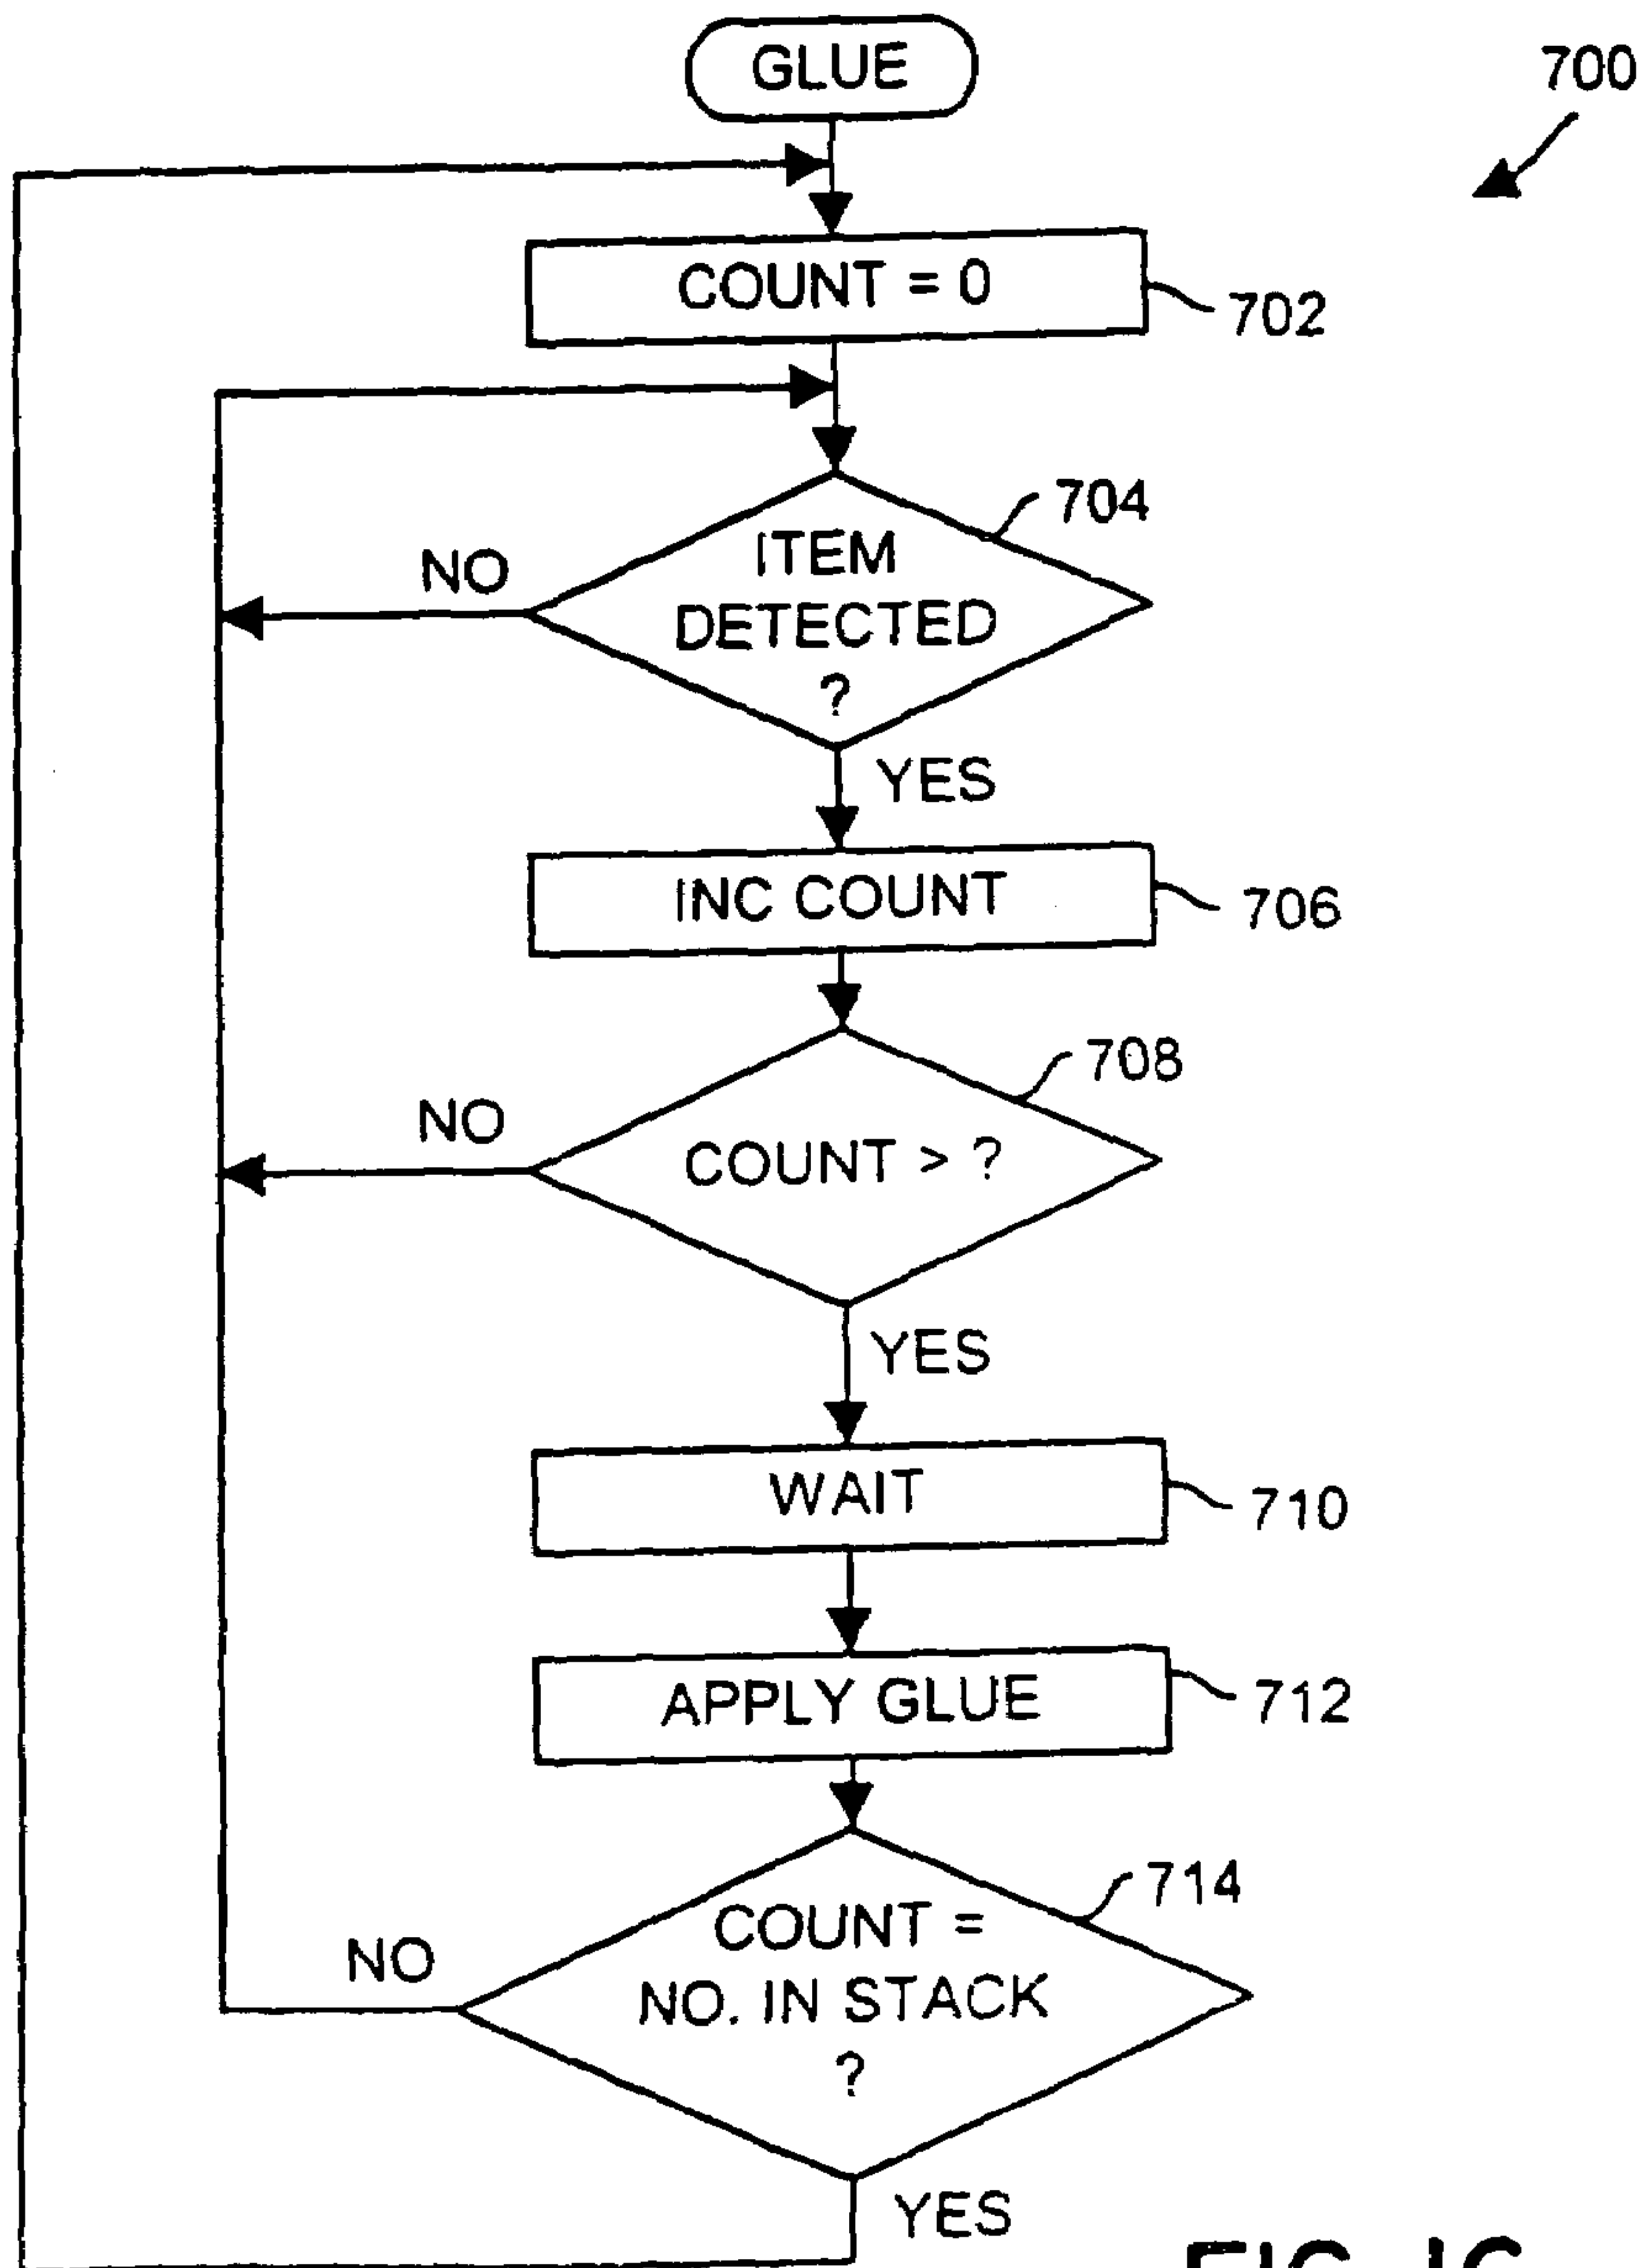 GLUE
700
COUNT = 0
702
704
ITEM
DETECTED
?
NO
YES
INC COUNT
706
708
NO
COUNT > ?
YES
WAIT
710
APPLY GLUE
712
714
COUNT =
NO. IN STACK
?
NO
YES